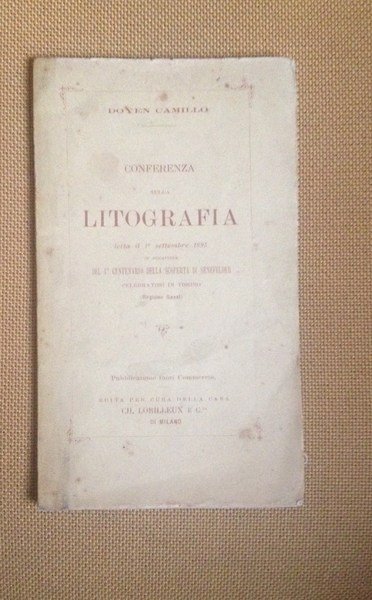 DOYEN CAMILLO
CONFERENZA
SULLA
LITOGRAFIA
letta il 1° settembre 1895
IN OCCASIONE
DEL 1° CENTENARIO DELLA SCOPERTA DI SENEFELDER
CELEBRATOSI IN TORINO
(Regione Sassi)
Pubblicazione fuori Commercio.
EDITA PER CURA DELLA CASA
CH. LORILLEUX E C.ia
DI MILANO